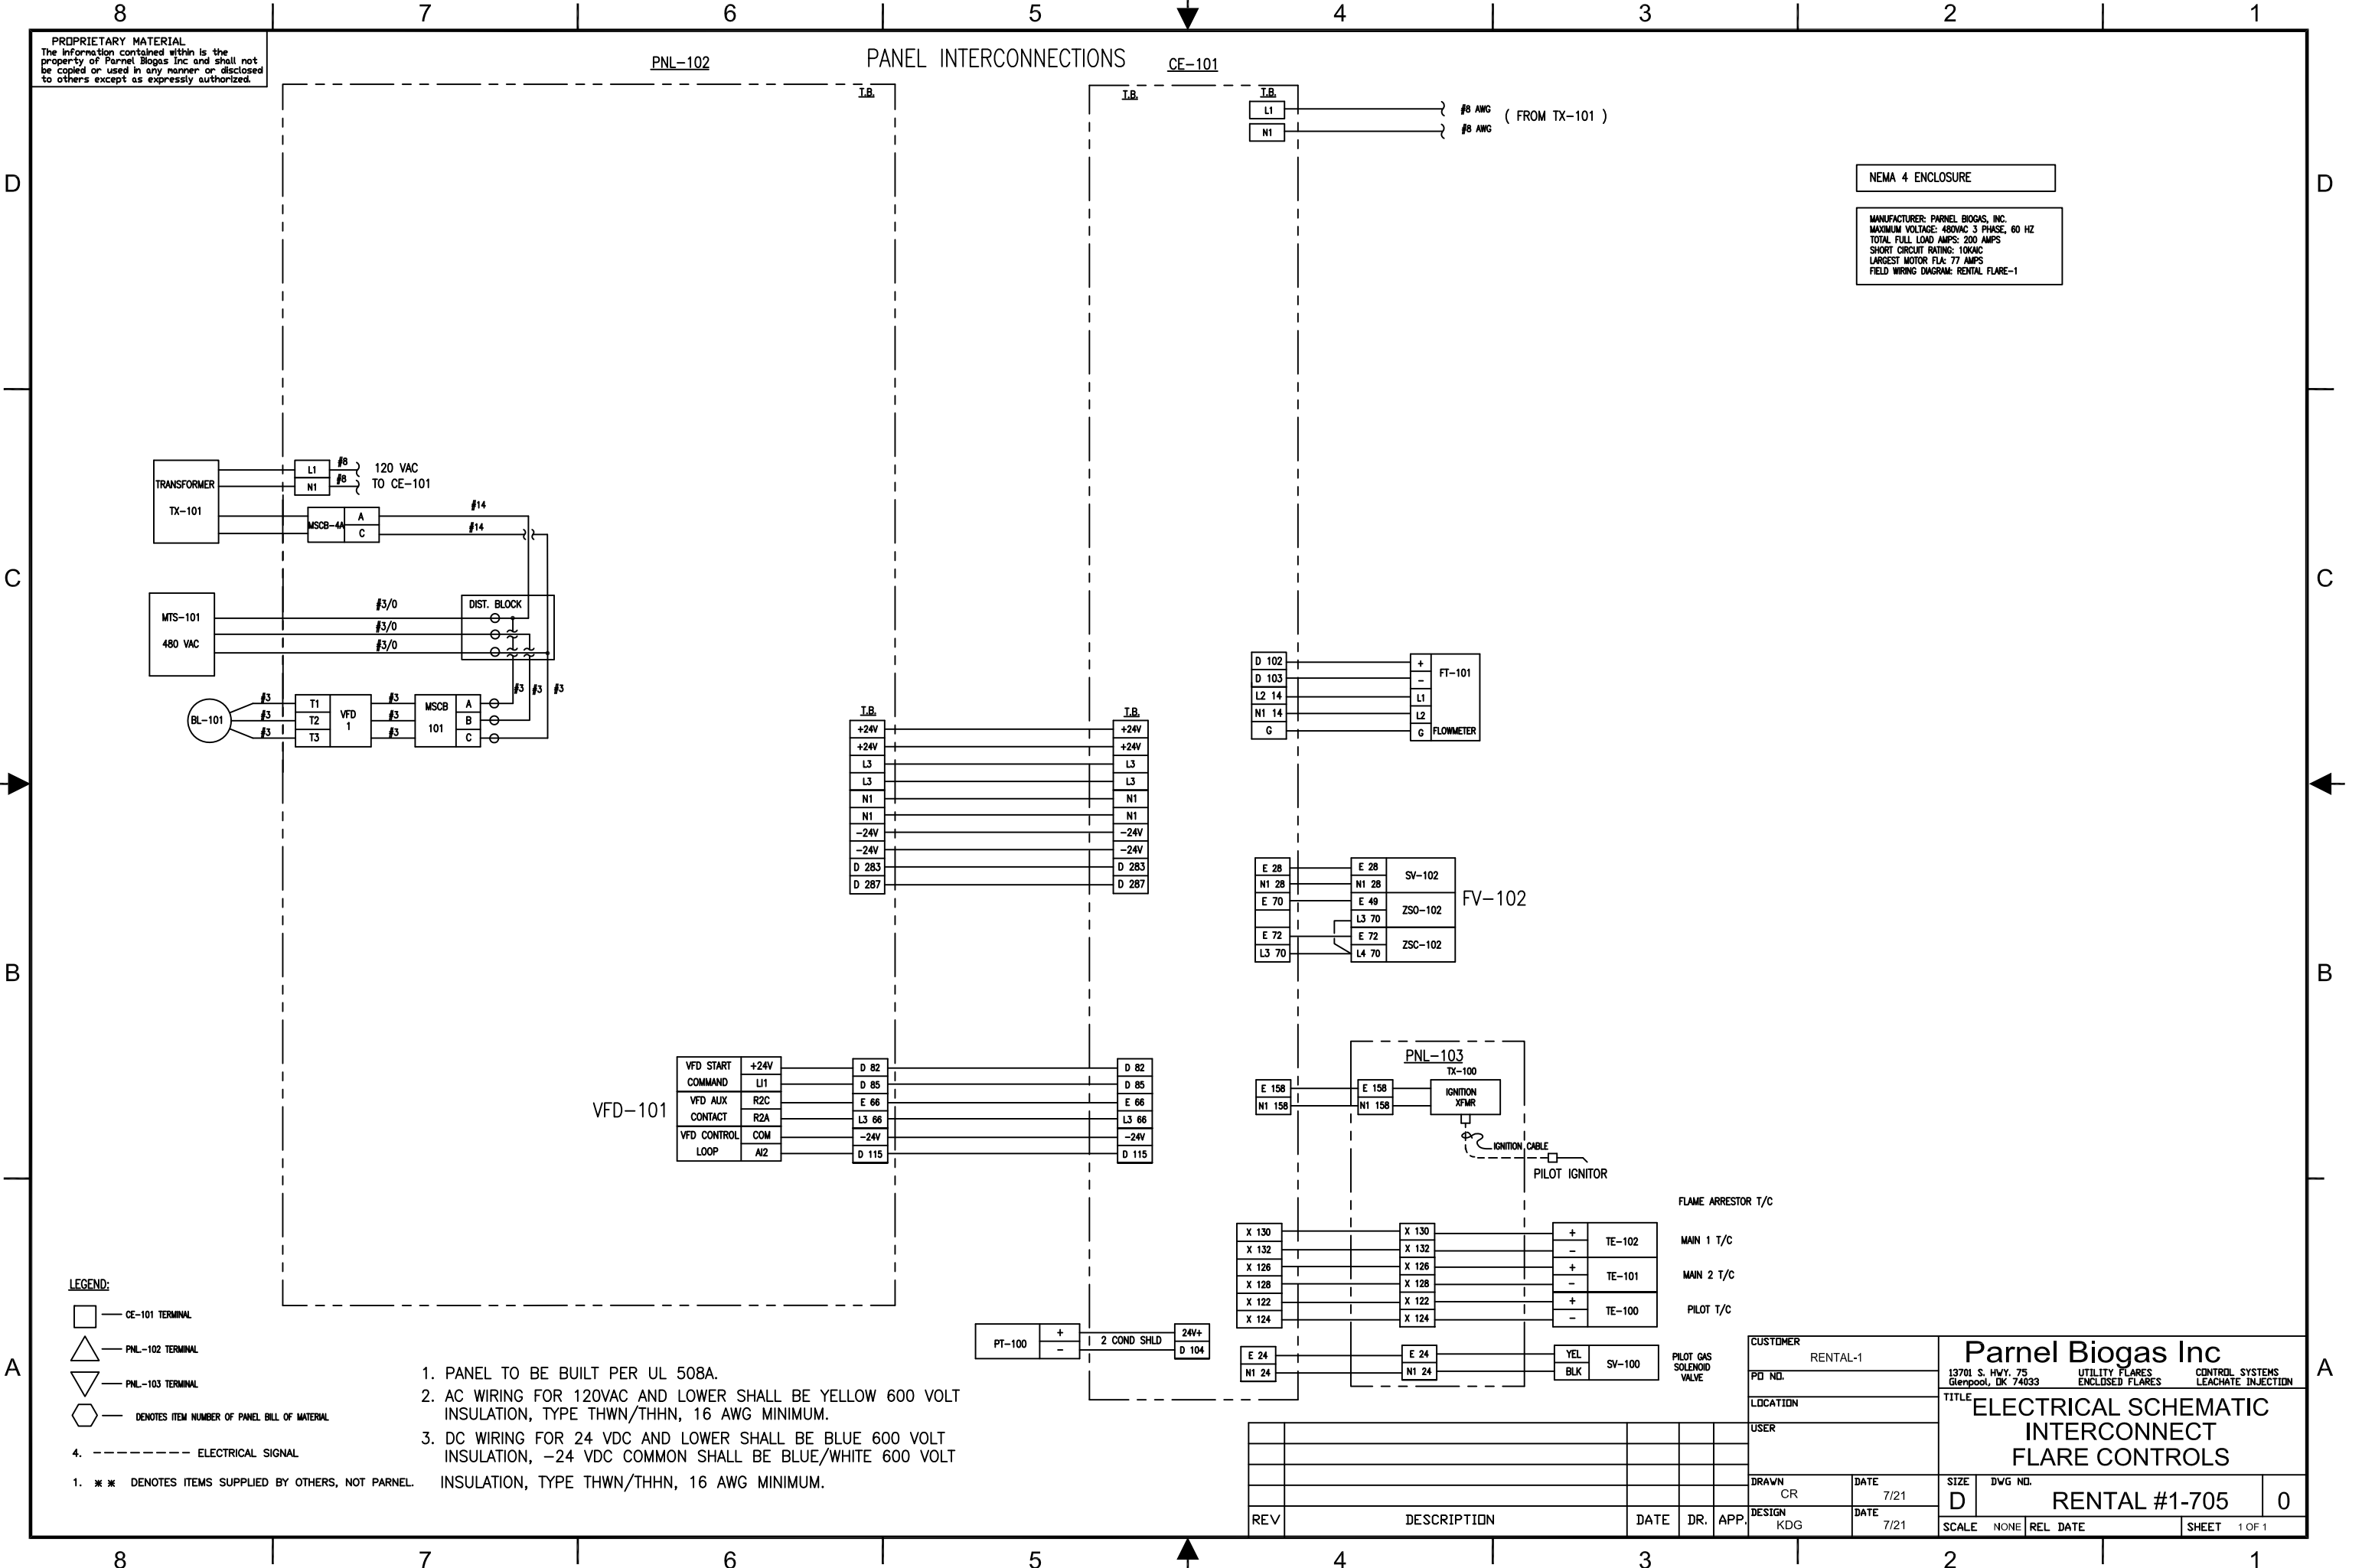 8 7 6 5 4 3 2 1
PROPRIETARY MATERIAL
The information contained within is the
property of Parnel Biogas Inc and shall not
be copied or used in any manner or disclosed
to others except as expressly authorized.
PANEL INTERCONNECTIONS
PNL-102
CE-101
T.B.
T.B.
T.B.
L1
#8 AWG
N1
#8 AWG
( FROM TX-101 )
D
D
NEMA 4 ENCLOSURE
MANUFACTURER: PARNEL BIOGAS, INC.
MAXIMUM VOLTAGE: 480VAC 3 PHASE, 60 HZ
TOTAL FULL LOAD AMPS: 200 AMPS
SHORT CIRCUIT RATING: 10KAIC
LARGEST MOTOR FLA: 77 AMPS
FIELD WIRING DIAGRAM: RENTAL FLARE-1
TRANSFORMER
TX-101
L1
N1
#8
#8
120 VAC
TO CE-101
MSCB-4A
A
C
#14
#14
C
C
MTS-101
480 VAC
#3/0
#3/0
#3/0
DIST. BLOCK
BL-101
#3
#3
#3
T1
T2
T3
VFD
1
#3
#3
#3
MSCB
101
A
B
C
#3 #3 #3
T.B.
+24V
+24V
L3
L3
N1
N1
-24V
-24V
D 283
D 287
T.B.
+24V
+24V
L3
L3
N1
N1
-24V
-24V
D 283
D 287
D 102
D 103
L2 14
N1 14
G
+
-
L1
L2
G
FT-101
FLOWMETER
E 28
N1 28
E 70
E 72
L3 70
E 28
N1 28
E 49
L3 70
E 72
L4 70
SV-102
ZSO-102
ZSC-102
FV-102
B
B
VFD-101
VFD START
COMMAND
VFD AUX
CONTACT
VFD CONTROL
LOOP
+24V
LI1
R2C
R2A
COM
AI2
D 82
D 85
E 66
L3 66
-24V
D 115
D 82
D 85
E 66
L3 66
-24V
D 115
PNL-103
TX-100
E 158
N1 158
E 158
N1 158
IGNITION
XFMR
IGNITION CABLE
PILOT IGNITOR
FLAME ARRESTOR T/C
X 130
X 132
X 126
X 128
X 122
X 124
X 130
X 132
X 126
X 128
X 122
X 124
+
-
+
-
+
-
TE-102
TE-101
TE-100
MAIN 1 T/C
MAIN 2 T/C
PILOT T/C
PT-100
+
-
2 COND SHLD
24V+
D 104
E 24
N1 24
E 24
N1 24
YEL
BLK
SV-100
PILOT GAS
SOLENOID
VALVE
A
A
LEGEND:
CE-101 TERMINAL
PNL-102 TERMINAL
PNL-103 TERMINAL
DENOTES ITEM NUMBER OF PANEL BILL OF MATERIAL
4. --------- ELECTRICAL SIGNAL
1. * * DENOTES ITEMS SUPPLIED BY OTHERS, NOT PARNEL.
1. PANEL TO BE BUILT PER UL 508A.
2. AC WIRING FOR 120VAC AND LOWER SHALL BE YELLOW 600 VOLT
INSULATION, TYPE THWN/THHN, 16 AWG MINIMUM.
3. DC WIRING FOR 24 VDC AND LOWER SHALL BE BLUE 600 VOLT
INSULATION, -24 VDC COMMON SHALL BE BLUE/WHITE 600 VOLT
INSULATION, TYPE THWN/THHN, 16 AWG MINIMUM.
REV DESCRIPTION DATE DR. APP.
CUSTOMER
RENTAL-1
PO NO.
LOCATION
USER
DRAWN
CR
DATE
7/21
DESIGN
KDG
DATE
7/21
Parnel Biogas Inc
13701 S. HWY. 75 UTILITY FLARES CONTROL SYSTEMS
Glenpool, OK 74033 ENCLOSED FLARES LEACHATE INJECTION
TITLE
ELECTRICAL SCHEMATIC
INTERCONNECT
FLARE CONTROLS
SIZE
D
DWG NO.
RENTAL #1-705
0
SCALE NONE REL DATE SHEET 1 OF 1
8 7 6 5 4 3 2 1